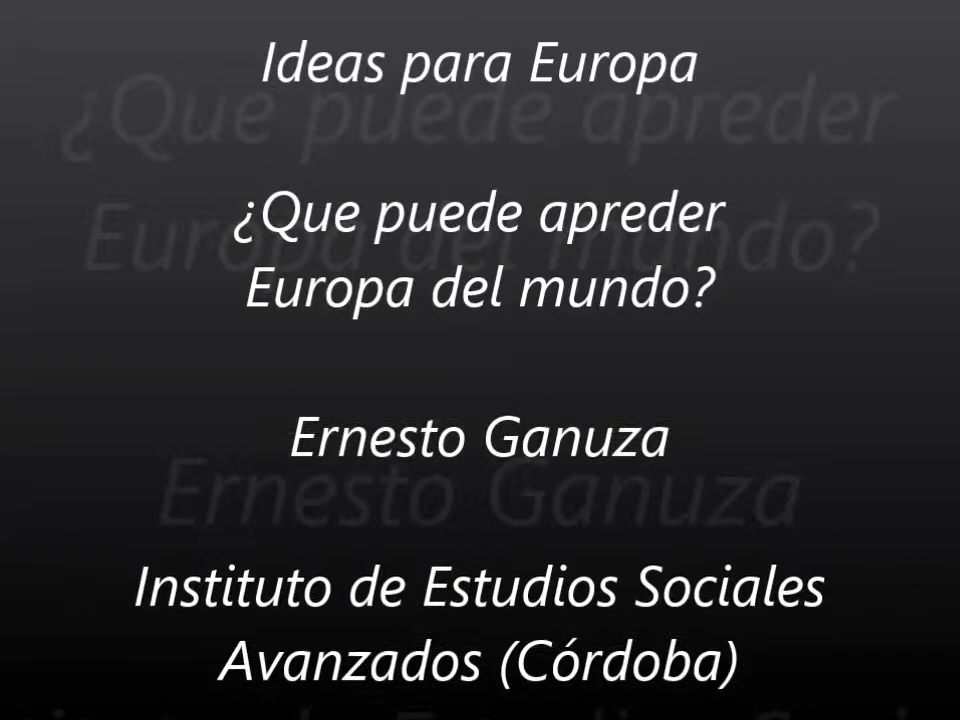 Ideas para Europa
¿Que puede apreder
Europa del mundo?
Ernesto Ganuza
Instituto de Estudios Sociales
Avanzados (Córdoba)